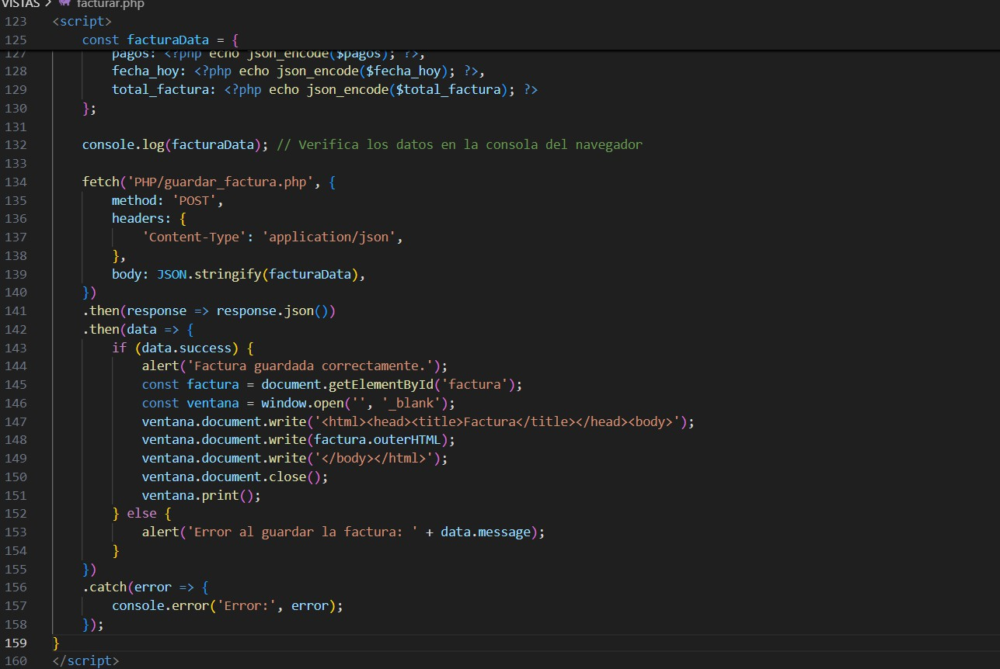 VISTAS > facturar.php
123 <script>
125 const facturaData = {
127 pagos: <?php echo json_encode($pagos); ?>,
128 fecha_hoy: <?php echo json_encode($fecha_hoy); ?>,
129 total_factura: <?php echo json_encode($total_factura); ?>
130 };
131
132 console.log(facturaData); // Verifica los datos en la consola del navegador
133
134 fetch('PHP/guardar_factura.php', {
135 method: 'POST',
136 headers: {
137 'Content-Type': 'application/json',
138 },
139 body: JSON.stringify(facturaData),
140 })
141 .then(response => response.json())
142 .then(data => {
143 if (data.success) {
144 alert('Factura guardada correctamente.');
145 const factura = document.getElementById('factura');
146 const ventana = window.open('', '_blank');
147 ventana.document.write('<html><head><title>Factura</title></head><body>');
148 ventana.document.write(factura.outerHTML);
149 ventana.document.write('</body></html>');
150 ventana.document.close();
151 ventana.print();
152 } else {
153 alert('Error al guardar la factura: ' + data.message);
154 }
155 })
156 .catch(error => {
157 console.error('Error:', error);
158 });
159 }
160 </script>